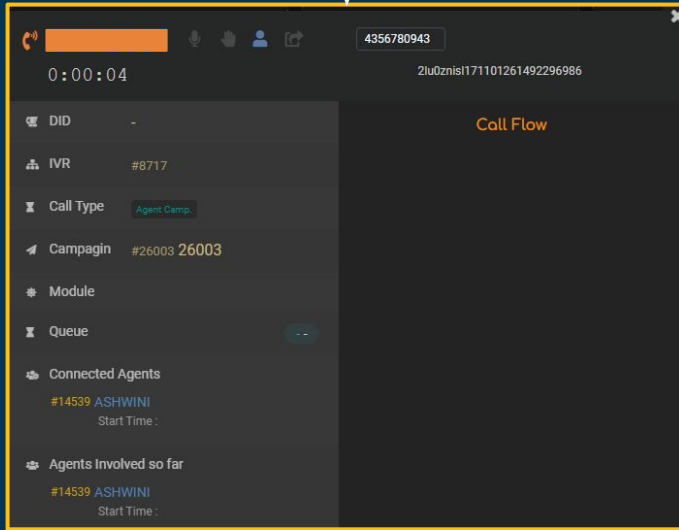 4356780943
0:00:04
2lu0znisl171101261492296986
DID -
Call Flow
IVR #8717
Call Type Agent Camp.
Campagin #26003 26003
Module
Queue --
Connected Agents
#14539 ASHWINI
Start Time :
Agents Involved so far
#14539 ASHWINI
Start Time :